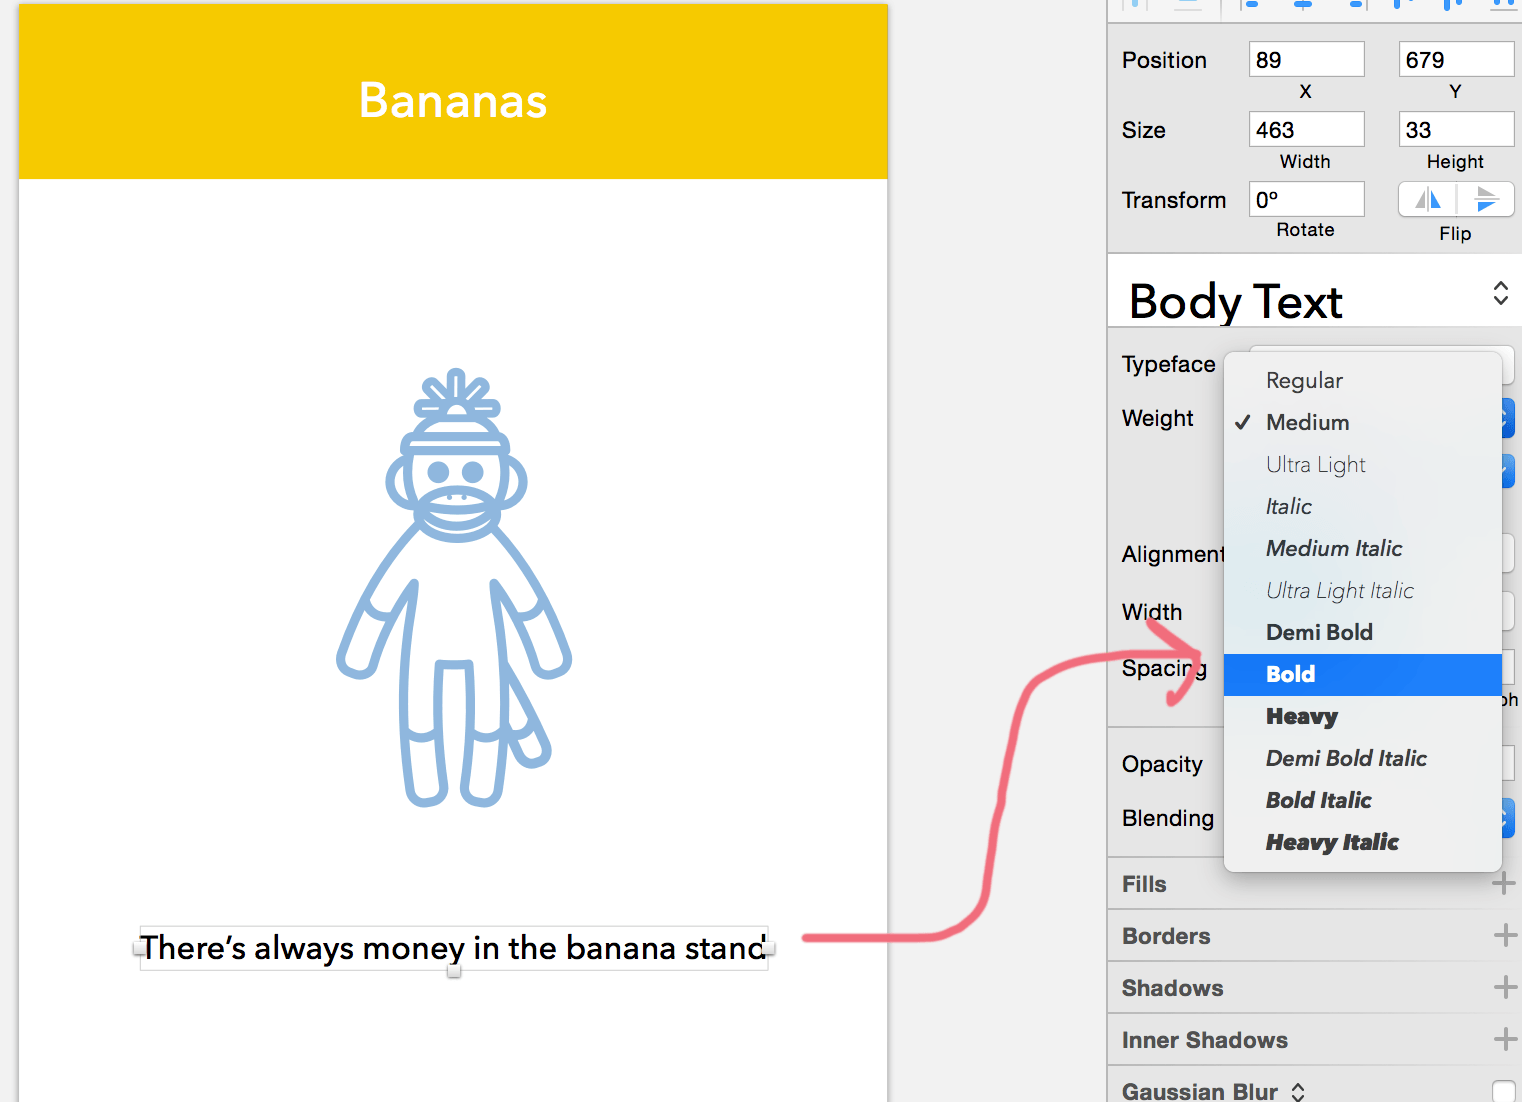 Bananas
There's always money in the banana stand
Position 89 679
X Y
Size 463 33
Width Height
Transform 0º
Rotate Flip
Body Text
Typeface
Weight
Alignment
Width
Spacing
Opacity
Blending
Regular
✓ Medium
Ultra Light
Italic
Medium Italic
Ultra Light Italic
Demi Bold
Bold
Heavy
Demi Bold Italic
Bold Italic
Heavy Italic
Fills
Borders
Shadows
Inner Shadows
Gaussian Blur